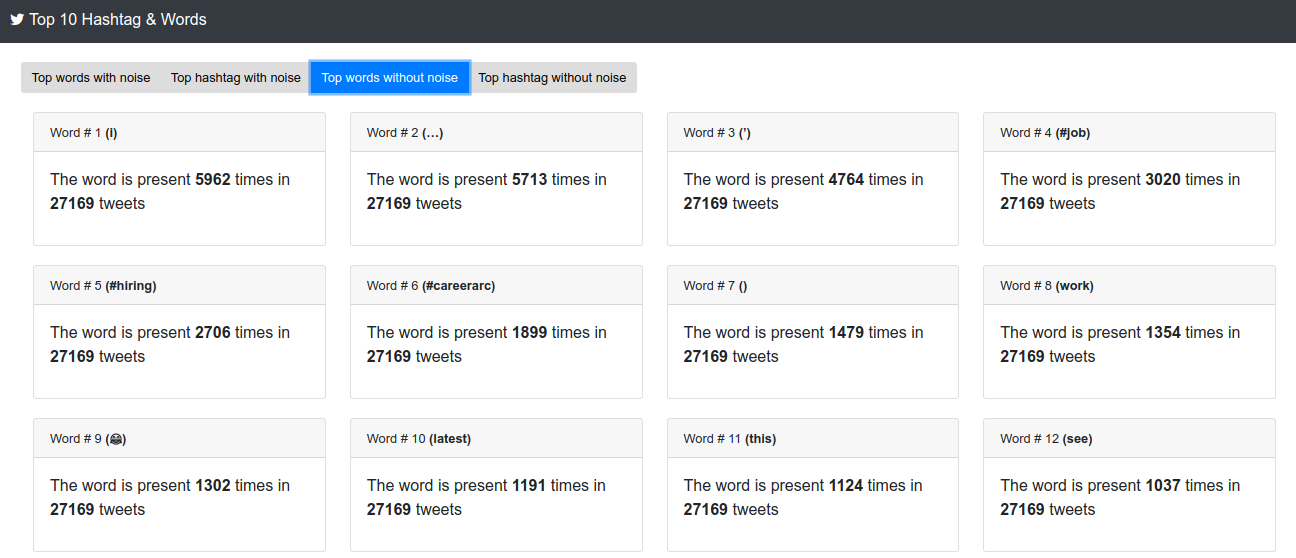 Top 10 Hashtag & Words
Top words with noise Top hashtag with noise Top words without noise Top hashtag without noise
Word # 1 (i)
The word is present 5962 times in
27169 tweets
Word # 2 (…)
The word is present 5713 times in
27169 tweets
Word # 3 (’)
The word is present 4764 times in
27169 tweets
Word # 4 (#job)
The word is present 3020 times in
27169 tweets
Word # 5 (#hiring)
The word is present 2706 times in
27169 tweets
Word # 6 (#careerarc)
The word is present 1899 times in
27169 tweets
Word # 7 ()
The word is present 1479 times in
27169 tweets
Word # 8 (work)
The word is present 1354 times in
27169 tweets
Word # 9 (🤗)
The word is present 1302 times in
27169 tweets
Word # 10 (latest)
The word is present 1191 times in
27169 tweets
Word # 11 (this)
The word is present 1124 times in
27169 tweets
Word # 12 (see)
The word is present 1037 times in
27169 tweets